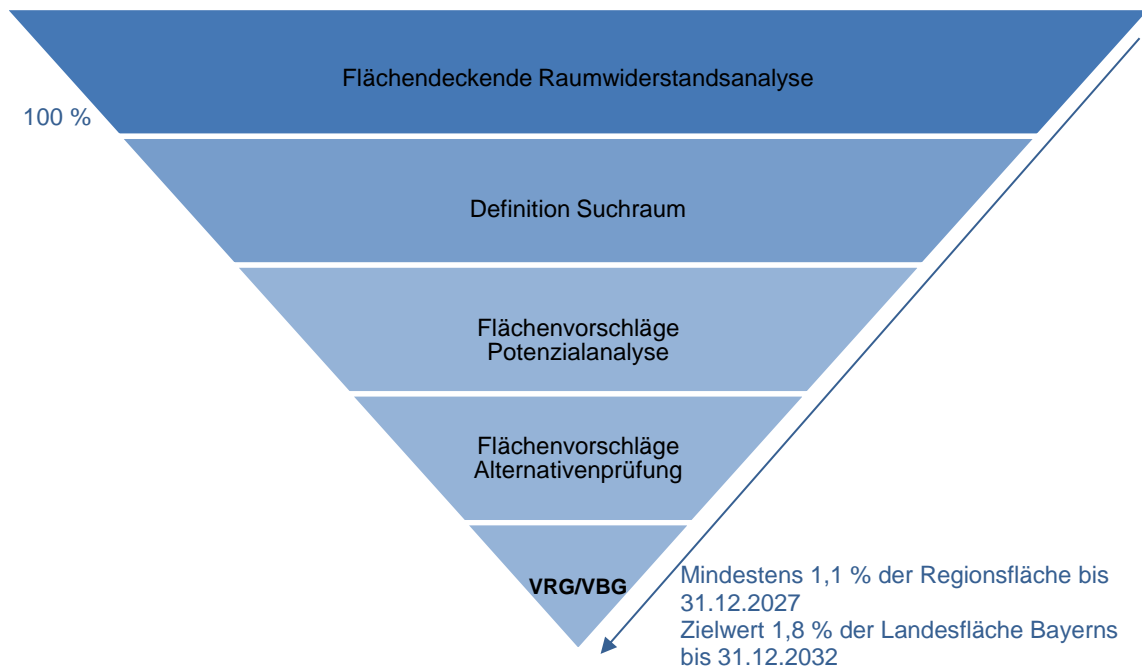 Flächendeckende Raumwiderstandsanalyse
100 %
Definition Suchraum
Flächenvorschläge
Potenzialanalyse
Flächenvorschläge
Alternativenprüfung
VRG/VBG
Mindestens 1,1 % der Regionsfläche bis
31.12.2027
Zielwert 1,8 % der Landesfläche Bayerns
bis 31.12.2032